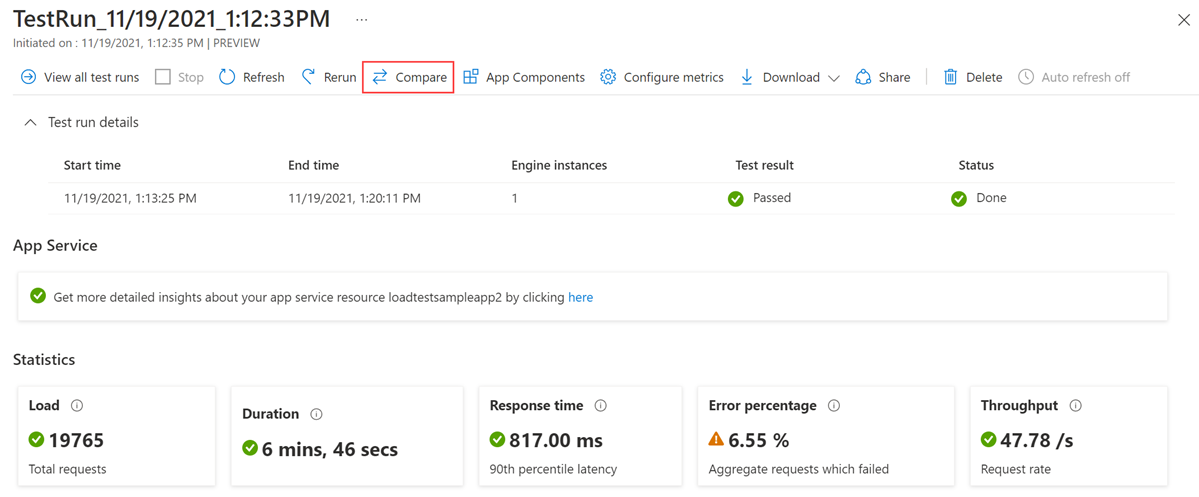 TestRun_11/19/2021_1:12:33PM ...
Initiated on : 11/19/2021, 1:12:35 PM | PREVIEW
View all test runs Stop Refresh Rerun Compare App Components Configure metrics Download Share Delete Auto refresh off
Test run details
Start time End time Engine instances Test result Status
11/19/2021, 1:13:25 PM 11/19/2021, 1:20:11 PM 1 Passed Done
App Service
Get more detailed insights about your app service resource loadtestsampleapp2 by clicking here
Statistics
Load Duration Response time Error percentage Throughput
19765 6 mins, 46 secs 817.00 ms 6.55 % 47.78 /s
Total requests 90th percentile latency Aggregate requests which failed Request rate